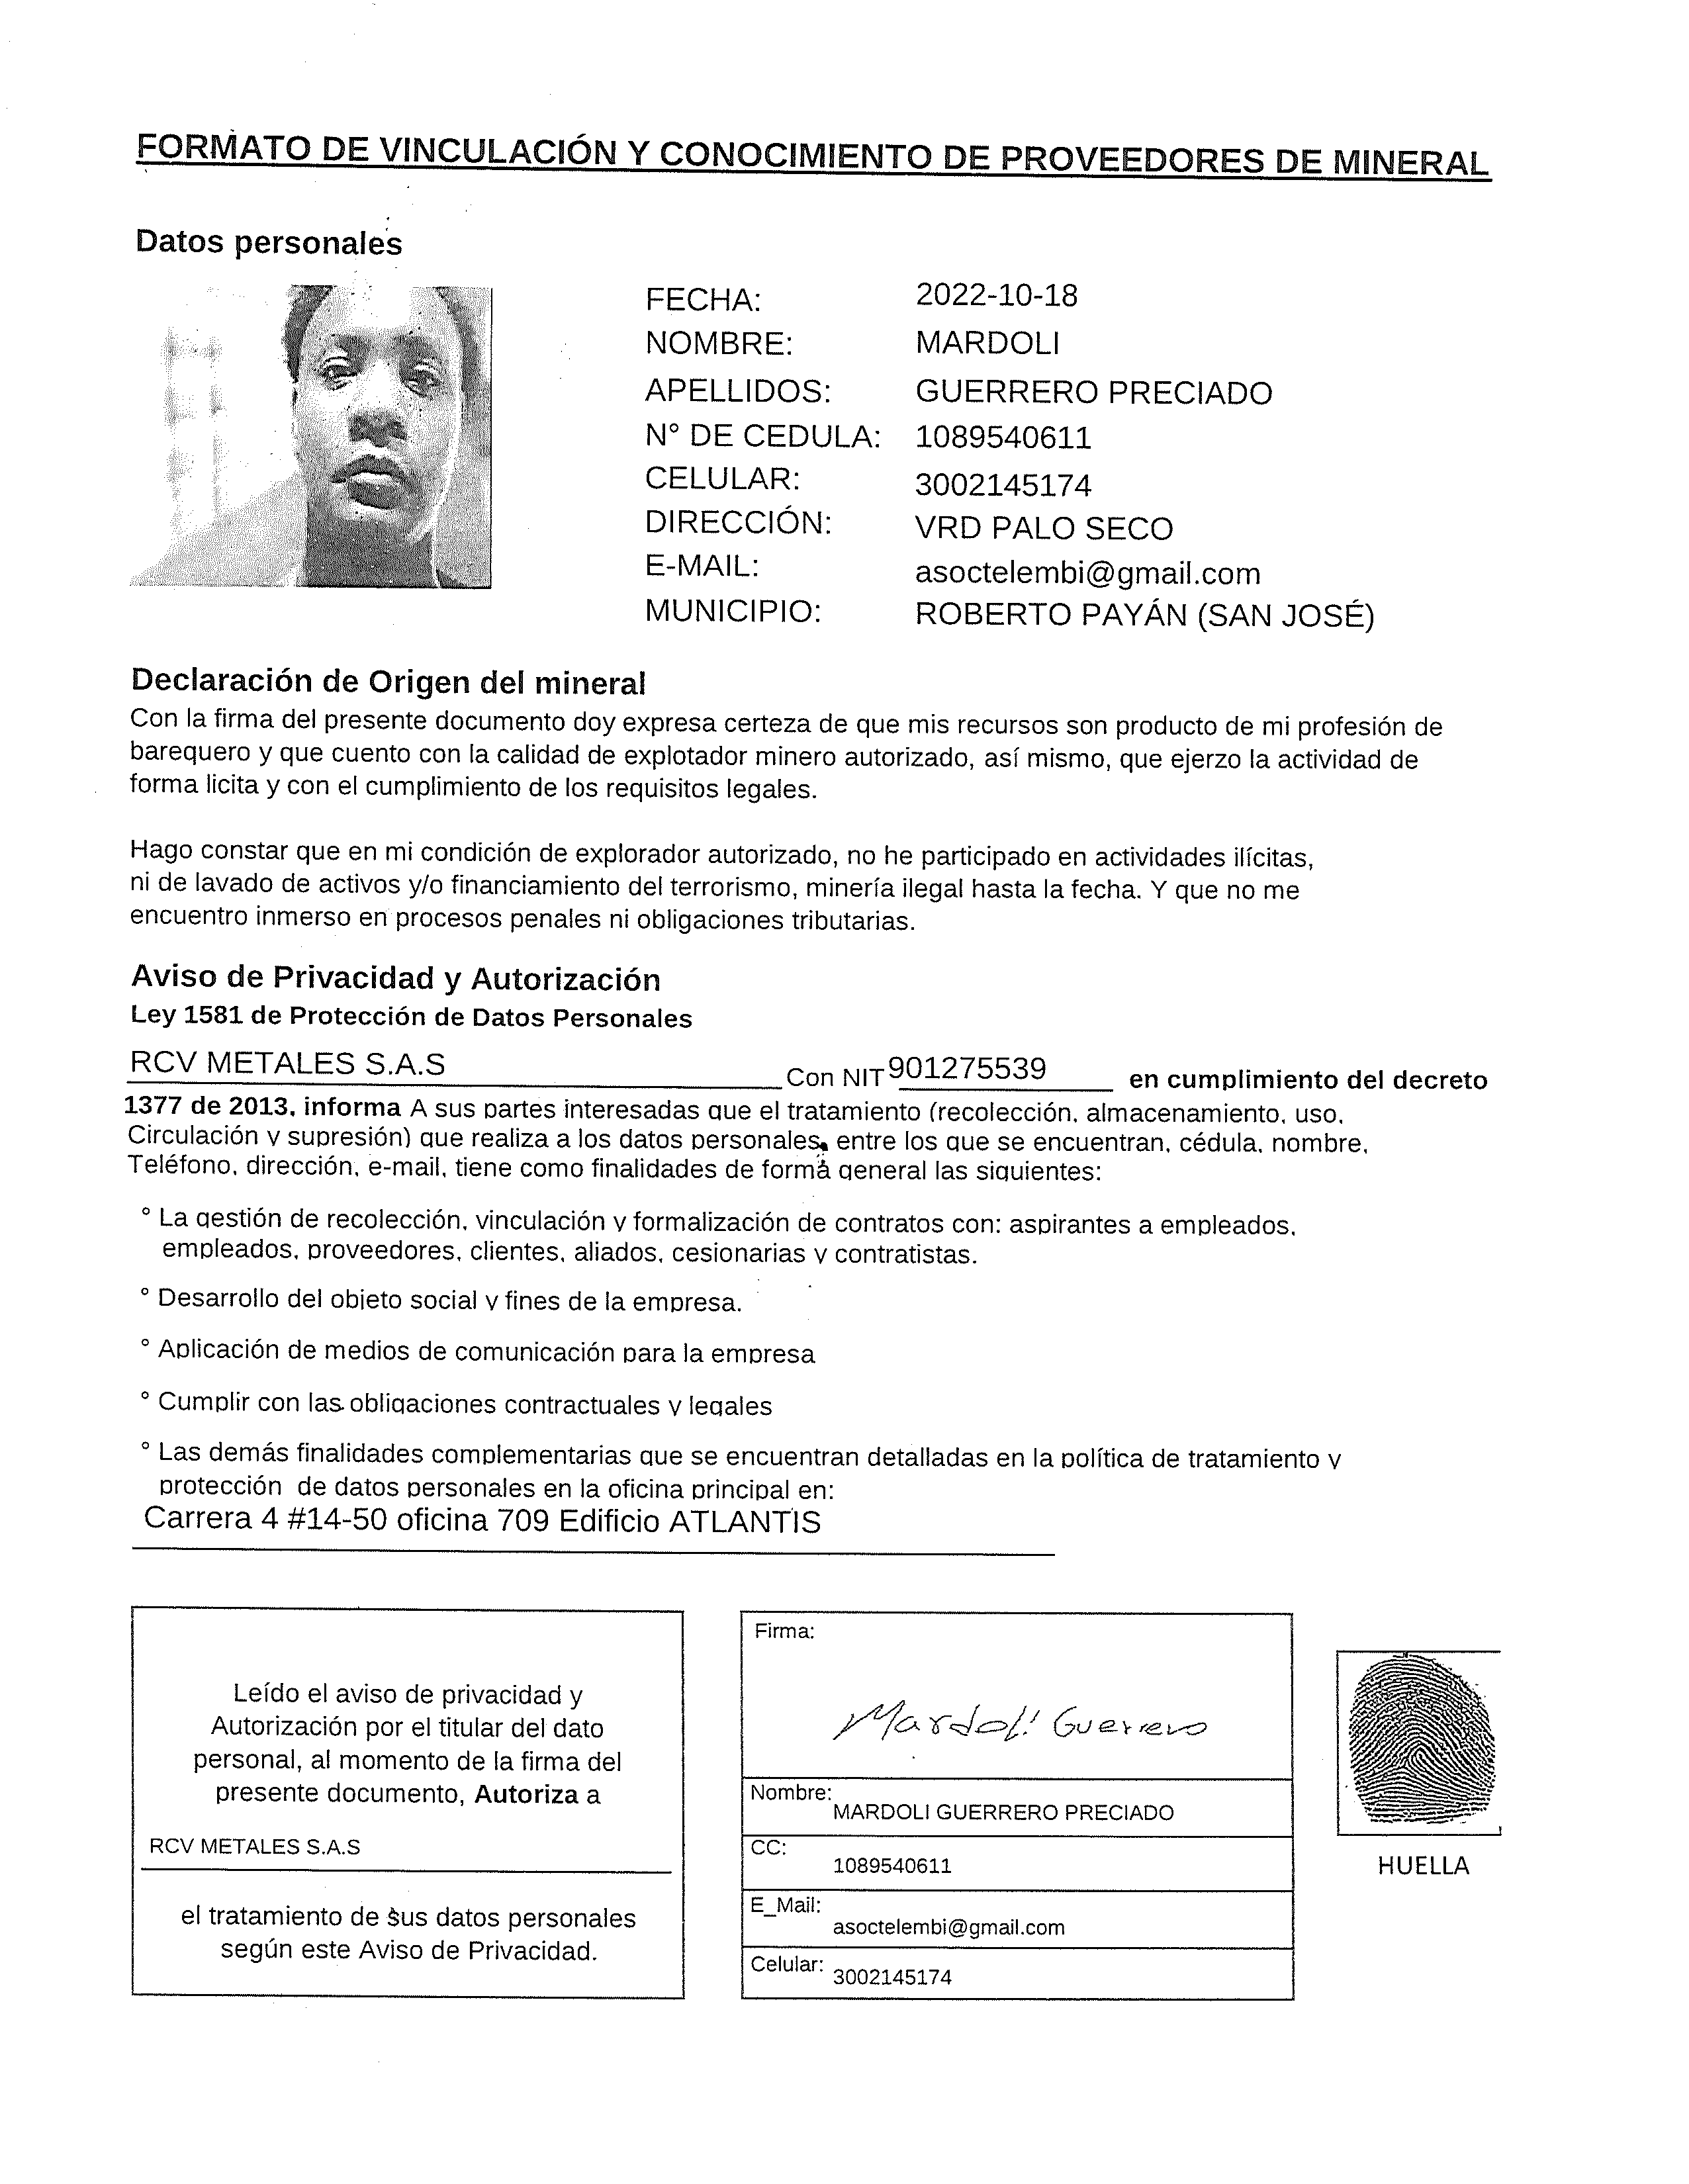 FORMATO DE VINCULACIÓN Y CONOCIMIENTO DE PROVEEDORES DE MINERAL
Datos personales
FECHA: 2022-10-18
NOMBRE: MARDOLI
APELLIDOS: GUERRERO PRECIADO
N° DE CEDULA: 1089540611
CELULAR: 3002145174
DIRECCIÓN: VRD PALO SECO
E-MAIL: asoctelembi@gmail.com
MUNICIPIO: ROBERTO PAYÁN (SAN JOSÉ)
Declaración de Origen del mineral
Con la firma del presente documento doy expresa certeza de que mis recursos son producto de mi profesión de
barequero y que cuento con la calidad de explotador minero autorizado, así mismo, que ejerzo la actividad de
forma licita y con el cumplimiento de los requisitos legales.
Hago constar que en mi condición de explorador autorizado, no he participado en actividades ilícitas,
ni de lavado de activos y/o financiamiento del terrorismo, minería ilegal hasta la fecha. Y que no me
encuentro inmerso en procesos penales ni obligaciones tributarias.
Aviso de Privacidad y Autorización
Ley 1581 de Protección de Datos Personales
RCV METALES S.A.S Con NIT 901275539 en cumplimiento del decreto
1377 de 2013, informa A sus partes interesadas que el tratamiento (recolección, almacenamiento, uso,
Circulación y supresión) que realiza a los datos personales, entre los que se encuentran, cédula, nombre,
Teléfono, dirección, e-mail, tiene como finalidades de forma general las siguientes:
° La gestión de recolección, vinculación y formalización de contratos con: aspirantes a empleados,
empleados, proveedores, clientes, aliados, cesionarias y contratistas.
° Desarrollo del objeto social y fines de la empresa.
° Aplicación de medios de comunicación para la empresa
° Cumplir con las obligaciones contractuales y legales
° Las demás finalidades complementarias que se encuentran detalladas en la política de tratamiento y
protección de datos personales en la oficina principal en:
Carrera 4 #14-50 oficina 709 Edificio ATLANTIS
Leído el aviso de privacidad y
Autorización por el titular del dato
personal, al momento de la firma del
presente documento, Autoriza a
RCV METALES S.A.S
el tratamiento de sus datos personales
según este Aviso de Privacidad.
Firma:
Mardoli Guerrero
Nombre:
MARDOLI GUERRERO PRECIADO
CC:
1089540611
E_Mail:
asoctelembi@gmail.com
Celular: 3002145174
HUELLA